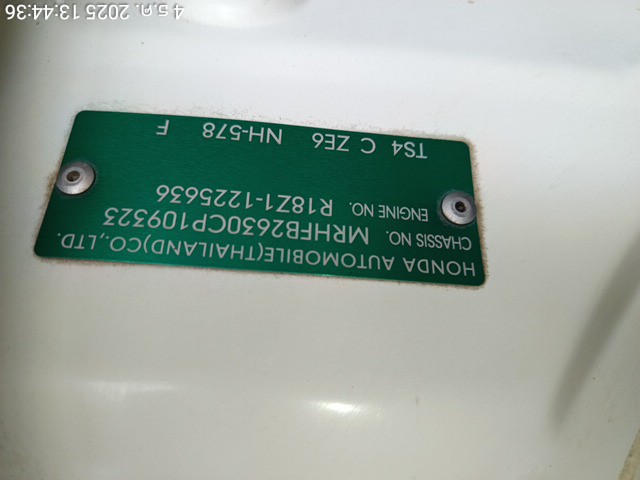 HONDA AUTOMOBILE(THAILAND)CO.,LTD.
CHASSIS NO. MRHFB2630CP109323
ENGINE NO. R18Z1-1225636
TS4 C ZE6 NH-578 F
4 ธ.ค. 2025 13:44:36